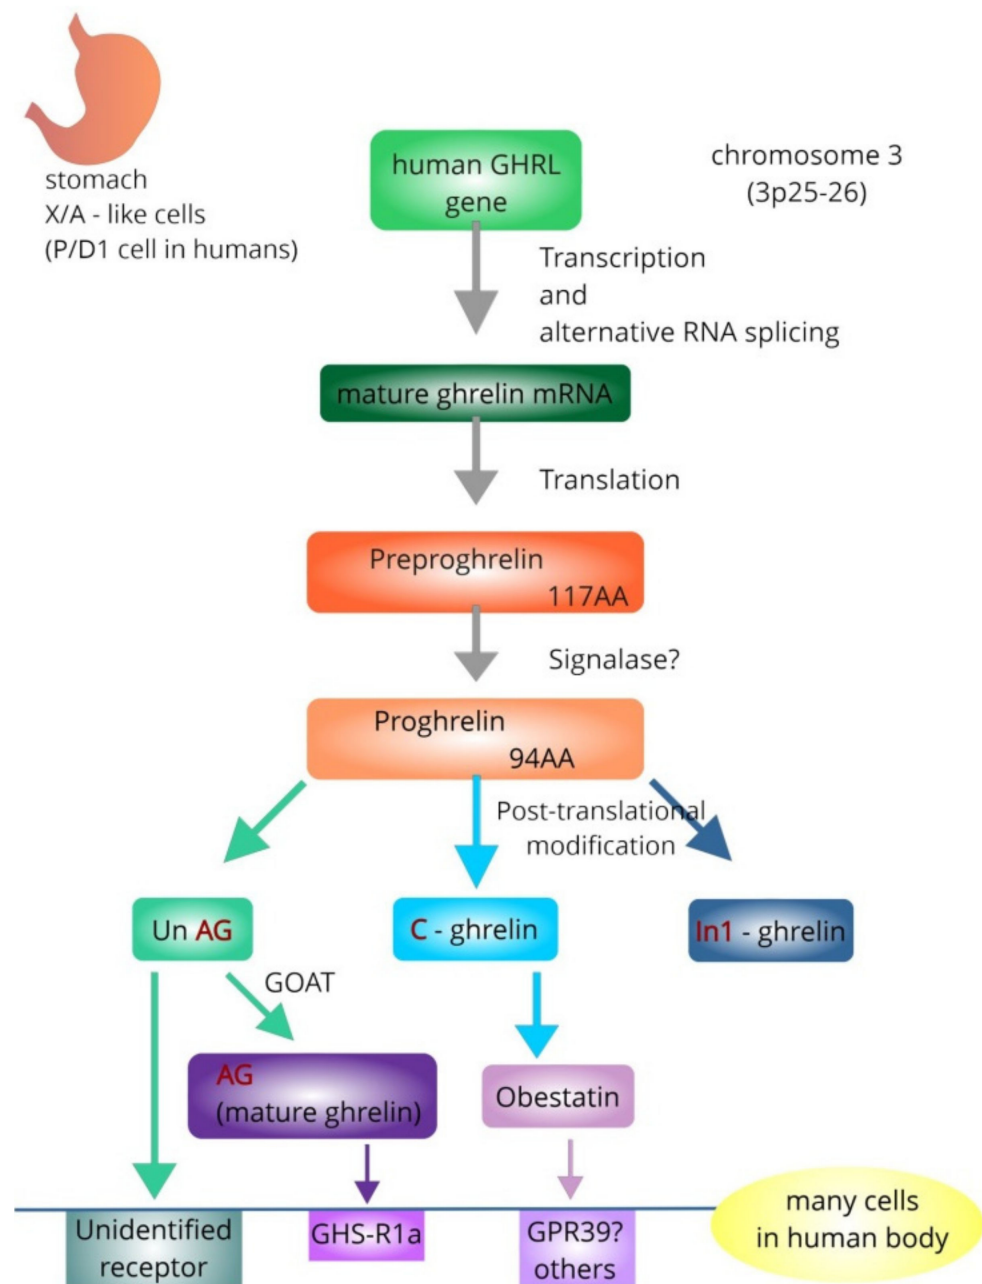 stomach
X/A - like cells
(P/D1 cell in humans)
human GHRL
gene
chromosome 3
(3p25-26)
Transcription
and
alternative RNA splicing
mature ghrelin mRNA
Translation
Preproghrelin
117AA
Signalase?
Proghrelin
94AA
Post-translational
modification
Un AG
C - ghrelin
In1 - ghrelin
GOAT
AG
(mature ghrelin)
Obestatin
Unidentified
receptor
GHS-R1a
GPR39?
others
many cells
in human body